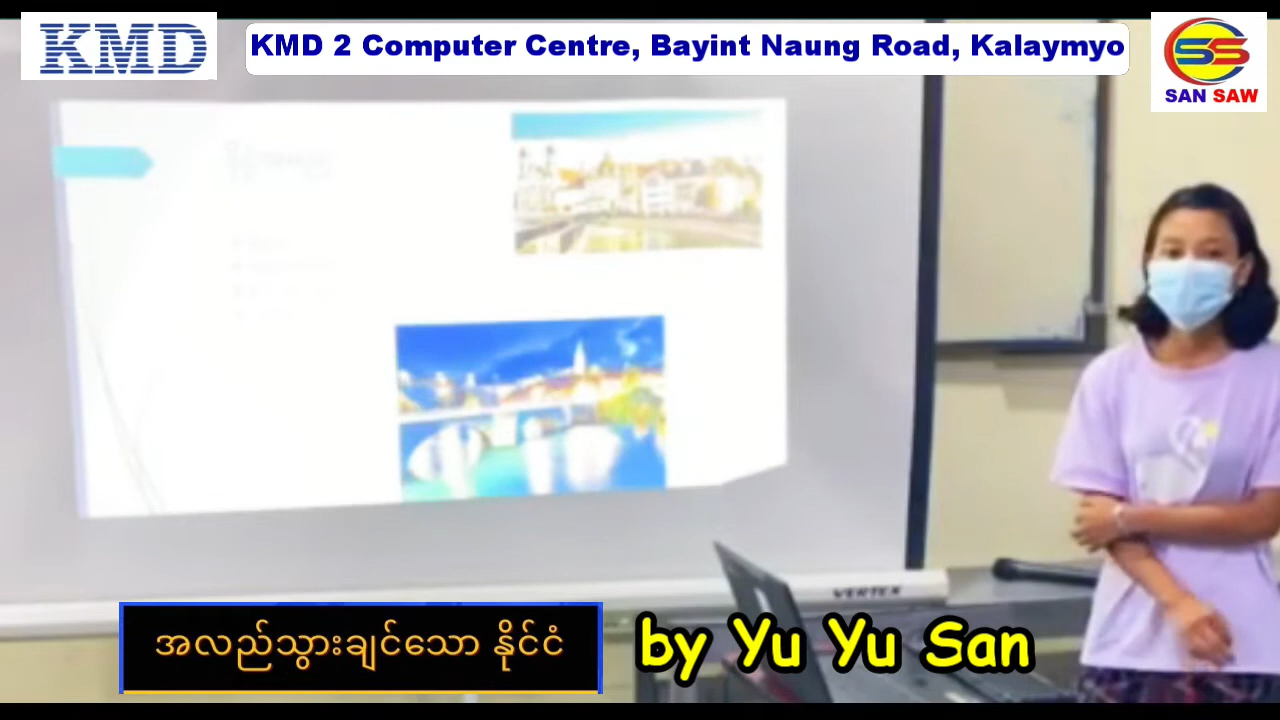 KMD
KMD 2 Computer Centre, Bayint Naung Road, Kalaymyo
SS
SAN SAW
VERTEX
အလည်သွားချင်သော နိုင်ငံ
by Yu Yu San